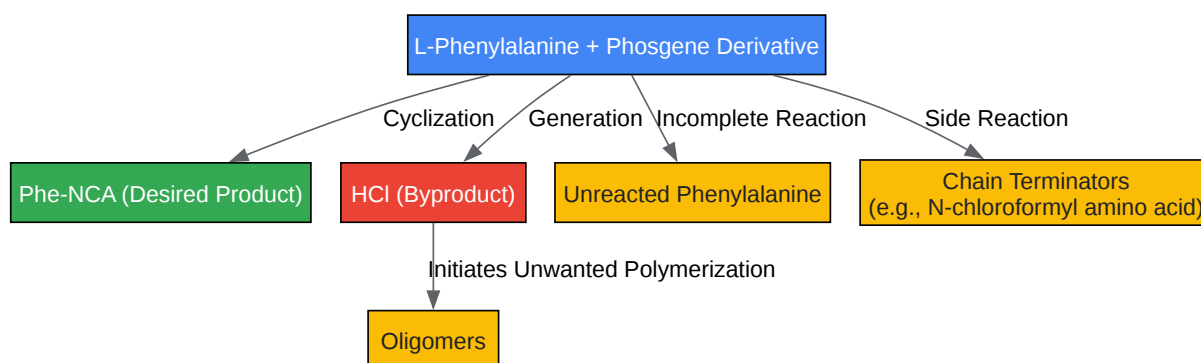 L-Phenylalanine + Phosgene Derivative
Cyclization
Generation
Incomplete Reaction
Side Reaction
Phe-NCA (Desired Product)
HCl (Byproduct)
Unreacted Phenylalanine
Chain Terminators
(e.g., N-chloroformyl amino acid)
Initiates Unwanted Polymerization
Oligomers